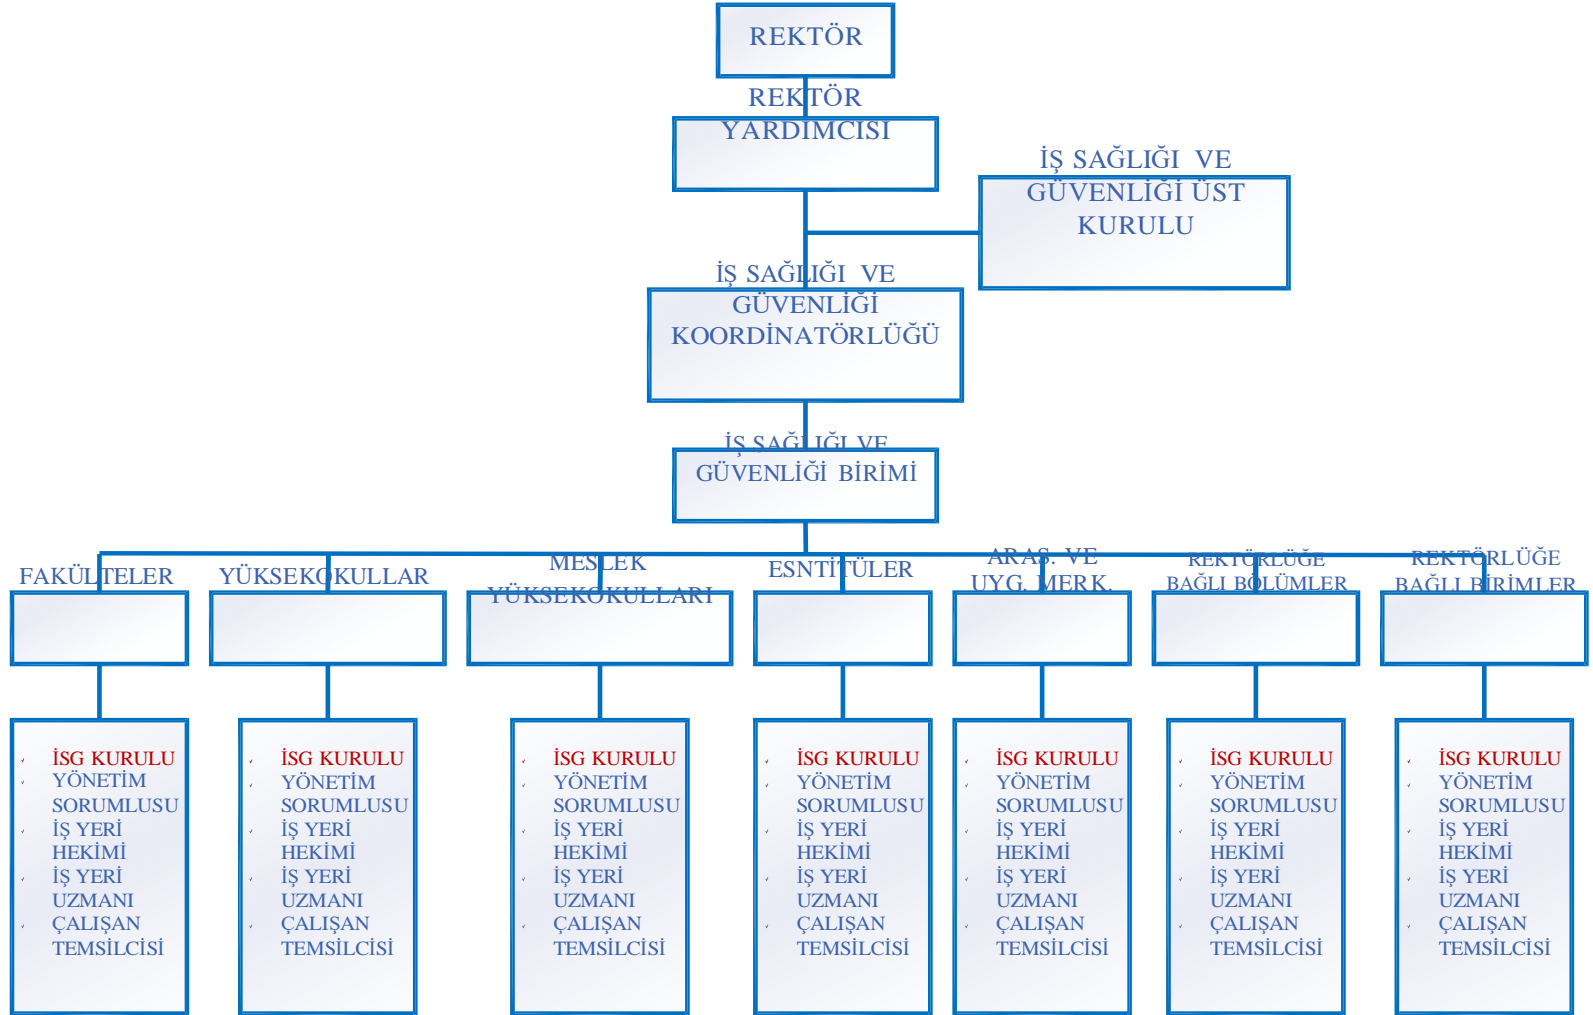 REKTÖR
REKTÖR
YARDIMCISI
İŞ SAĞLIĞI VE
GÜVENLİĞİ ÜST
KURULU
İŞ SAĞLIĞI VE
GÜVENLİĞİ
KOORDİNATÖRLÜĞÜ
İŞ SAĞLIĞI VE
GÜVENLİĞİ BİRİMİ
FAKÜLTELER
YÜKSEKOKULLAR
MESLEK
YÜKSEKOKULLARI
ESNTİTÜLER
ARAŞ. VE
UYG. MERK.
REKTÖRLÜĞE
BAĞLI BÖLÜMLER
REKTÖRLÜĞE
BAĞLI BİRİMLER
İSG KURULU
YÖNETİM
SORUMLUSU
İŞ YERİ
HEKİMİ
İŞ YERİ
UZMANI
ÇALIŞAN
TEMSİLCİSİ
İSG KURULU
YÖNETİM
SORUMLUSU
İŞ YERİ
HEKİMİ
İŞ YERİ
UZMANI
ÇALIŞAN
TEMSİLCİSİ
İSG KURULU
YÖNETİM
SORUMLUSU
İŞ YERİ
HEKİMİ
İŞ YERİ
UZMANI
ÇALIŞAN
TEMSİLCİSİ
İSG KURULU
YÖNETİM
SORUMLUSU
İŞ YERİ
HEKİMİ
İŞ YERİ
UZMANI
ÇALIŞAN
TEMSİLCİSİ
İSG KURULU
YÖNETİM
SORUMLUSU
İŞ YERİ
HEKİMİ
İŞ YERİ
UZMANI
ÇALIŞAN
TEMSİLCİSİ
İSG KURULU
YÖNETİM
SORUMLUSU
İŞ YERİ
HEKİMİ
İŞ YERİ
UZMANI
ÇALIŞAN
TEMSİLCİSİ
İSG KURULU
YÖNETİM
SORUMLUSU
İŞ YERİ
HEKİMİ
İŞ YERİ
UZMANI
ÇALIŞAN
TEMSİLCİSİ